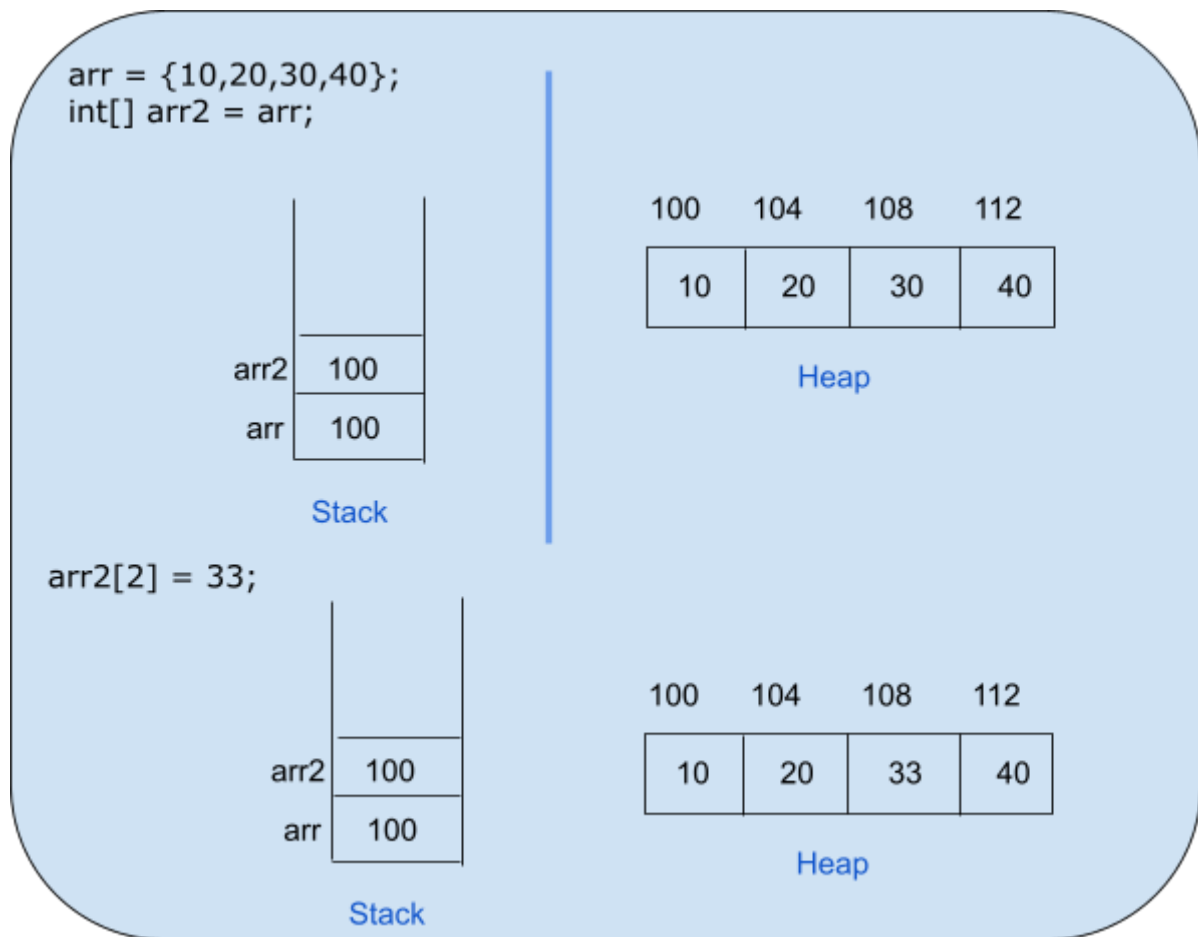 arr = {10,20,30,40};
int[] arr2 = arr;
100 104 108 112
10 20 30 40
Heap
arr2 100
arr 100
Stack
arr2[2] = 33;
100 104 108 112
10 20 33 40
Heap
arr2 100
arr 100
Stack